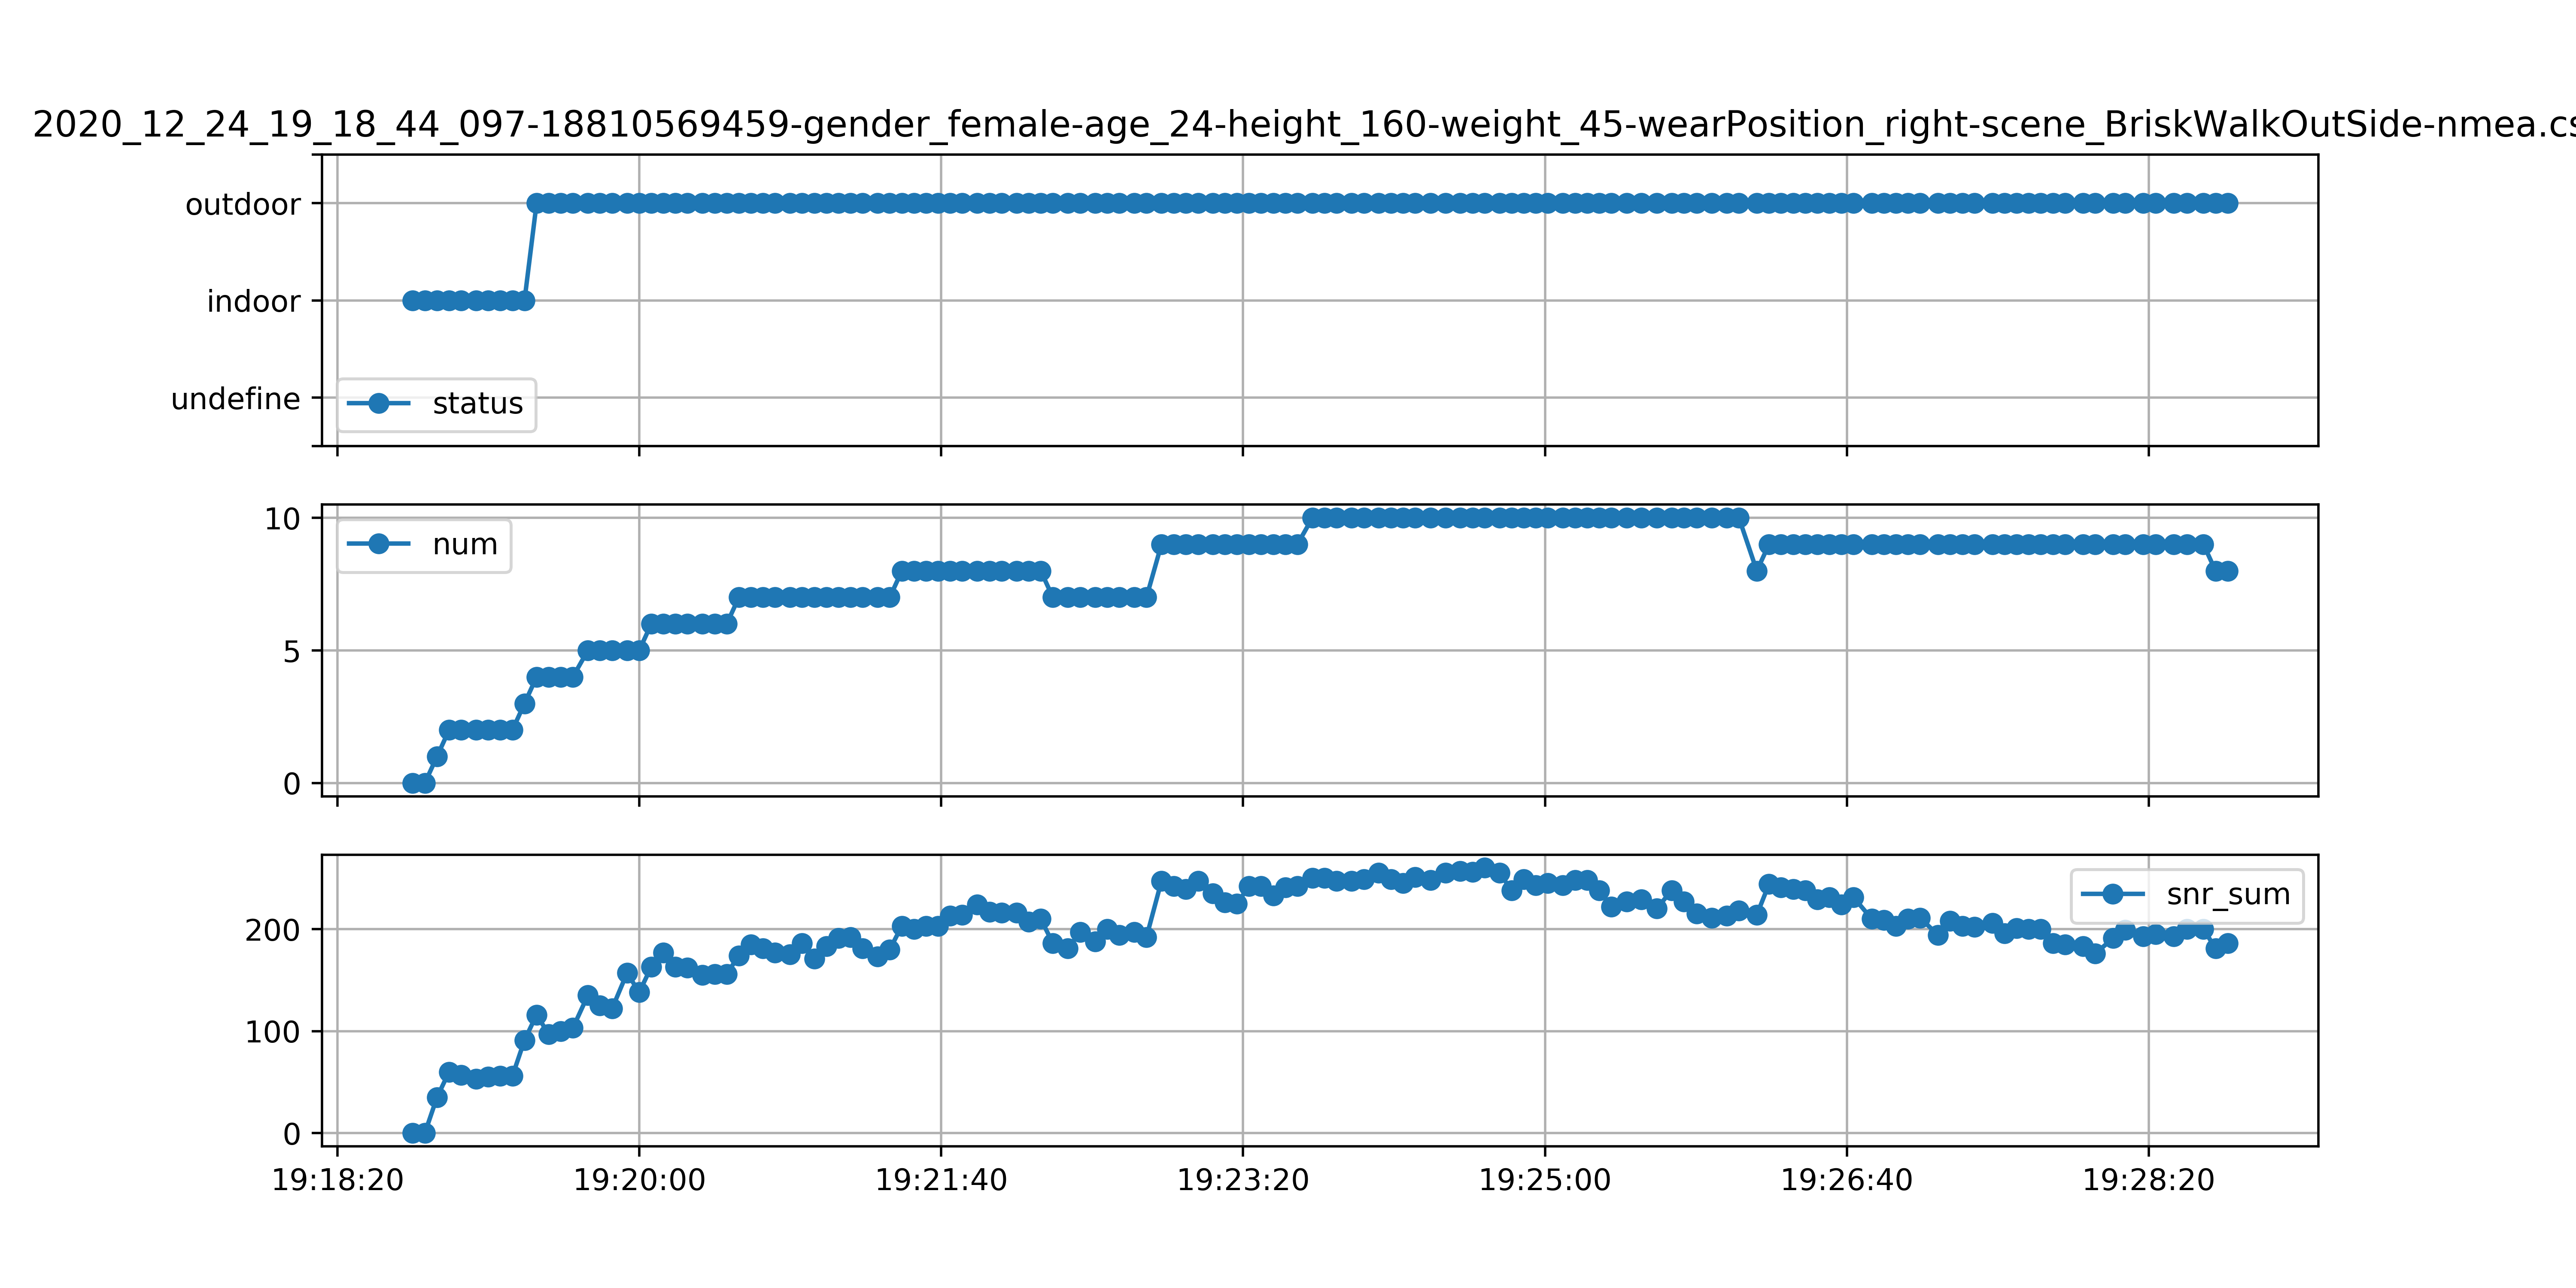 2020_12_24_19_18_44_097-18810569459-gender_female-age_24-height_160-weight_45-wearPosition_right-scene_BriskWalkOutSide-nmea.cs
outdoor
indoor
undefine
status
10
5
0
num
200
100
0
snr_sum
19:18:20 19:20:00 19:21:40 19:23:20 19:25:00 19:26:40 19:28:20